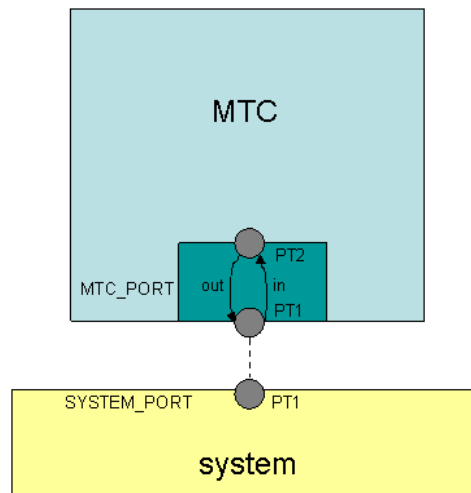 MTC
PT2
MTC_PORT
out
in
PT1
SYSTEM_PORT
PT1
system